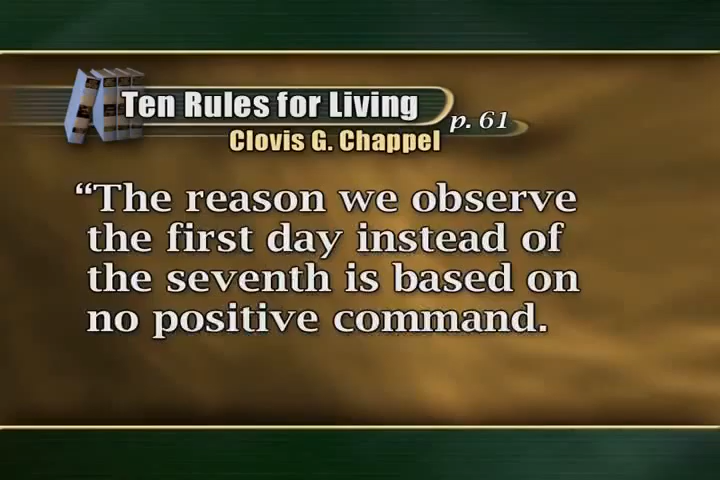 Ten Rules for Living
Clovis G. Chappel
p. 61
“The reason we observe
the first day instead of
the seventh is based on
no positive command.